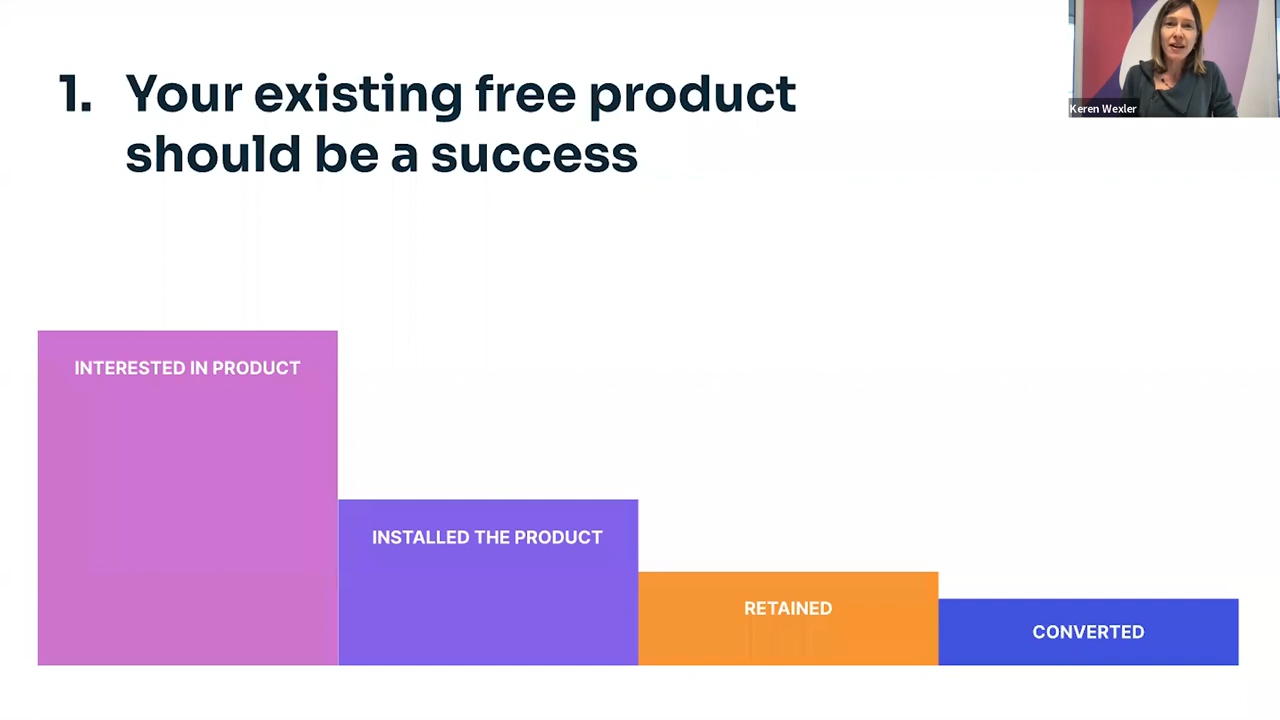 1. Your existing free product
should be a success
Keren Wexler
INTERESTED IN PRODUCT
INSTALLED THE PRODUCT
RETAINED
CONVERTED